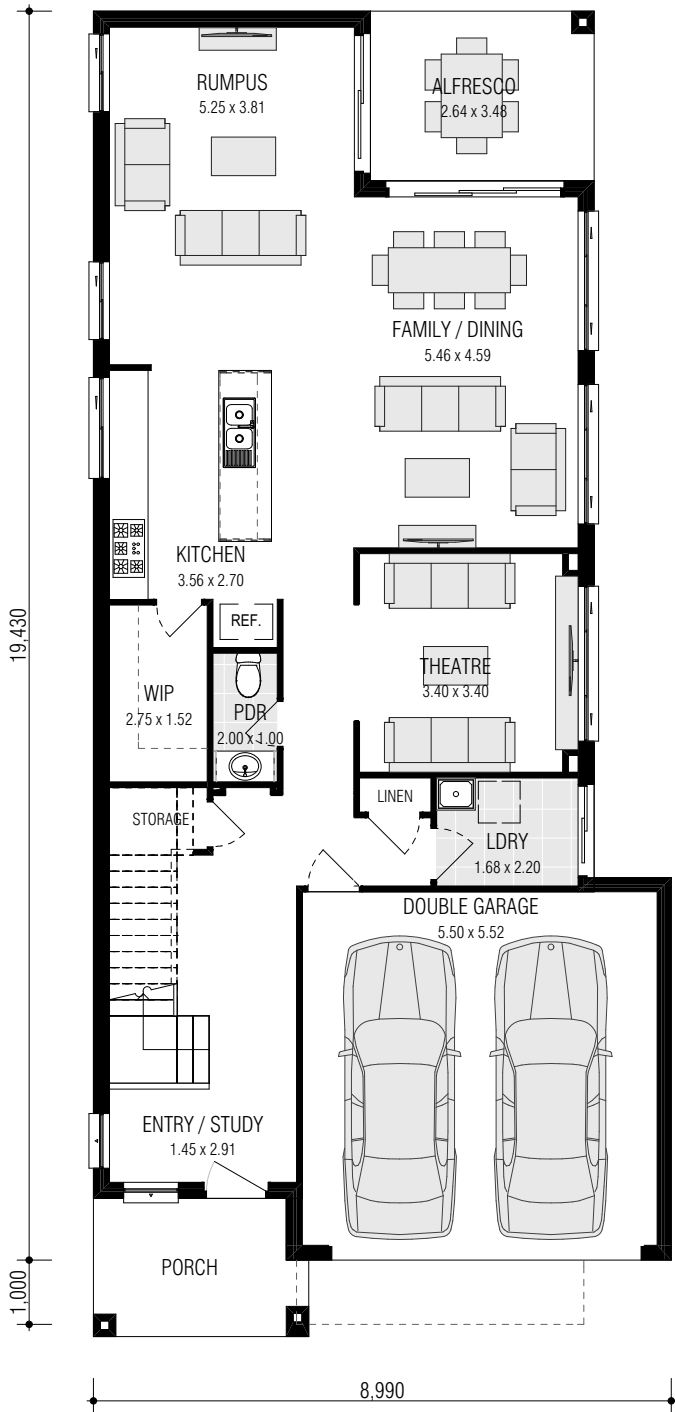 RUMPUS
5.25 x 3.81
ALFRESCO
2.64 x 3.48
FAMILY / DINING
5.46 x 4.59
KITCHEN
3.56 x 2.70
REF.
THEATRE
3.40 x 3.40
WIP
2.75 x 1.52
PDR
2.00 x 1.00
LINEN
STORAGE
LDRY
1.68 x 2.20
DOUBLE GARAGE
5.50 x 5.52
ENTRY / STUDY
1.45 x 2.91
PORCH
19,430
1,000
8,990